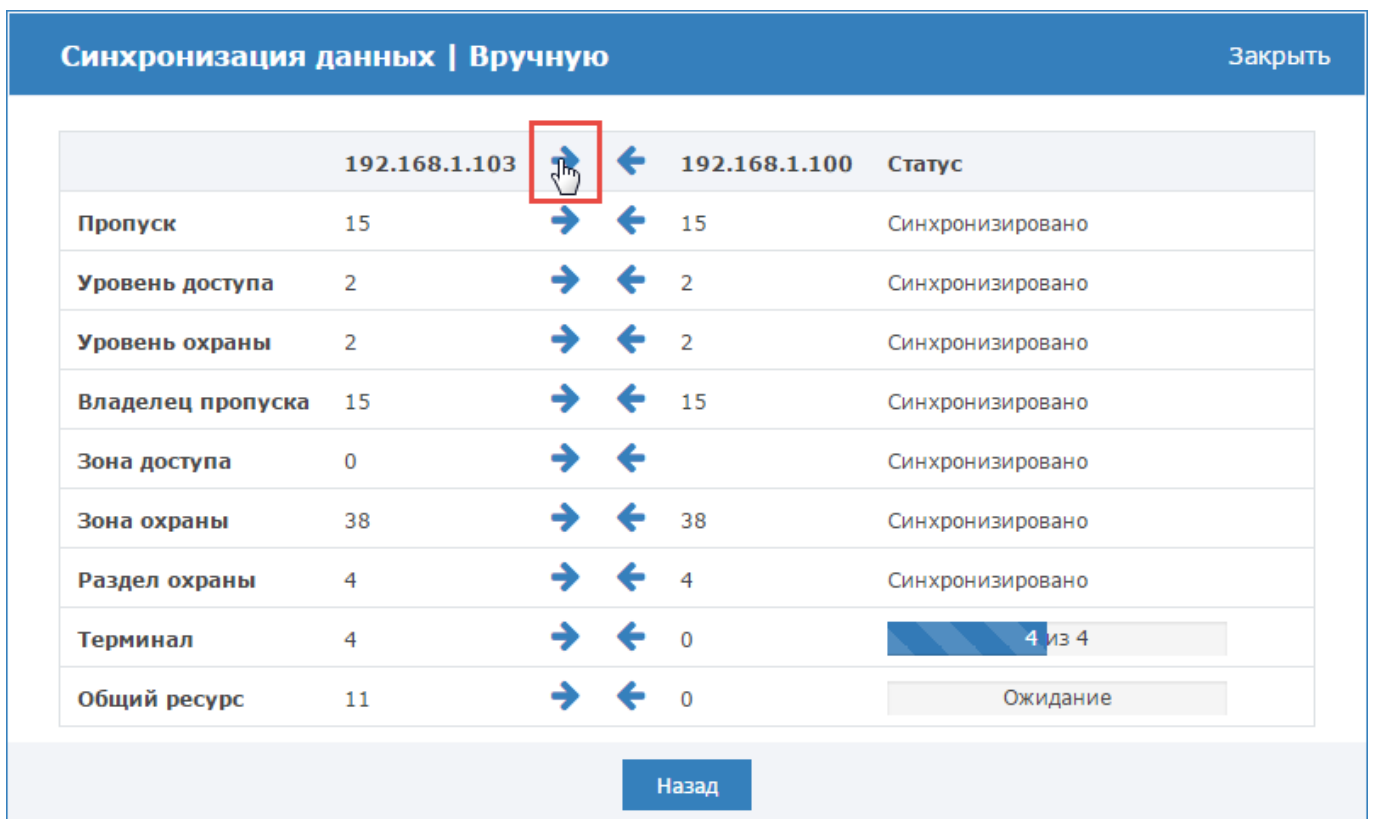 Синхронизация данных | Вручную Закрыть
192.168.1.103 192.168.1.100 Статус
Пропуск 15 15 Синхронизировано
Уровень доступа 2 2 Синхронизировано
Уровень охраны 2 2 Синхронизировано
Владелец пропуска 15 15 Синхронизировано
Зона доступа 0 Синхронизировано
Зона охраны 38 38 Синхронизировано
Раздел охраны 4 4 Синхронизировано
Терминал 4 0 4 из 4
Общий ресурс 11 0 Ожидание
Назад